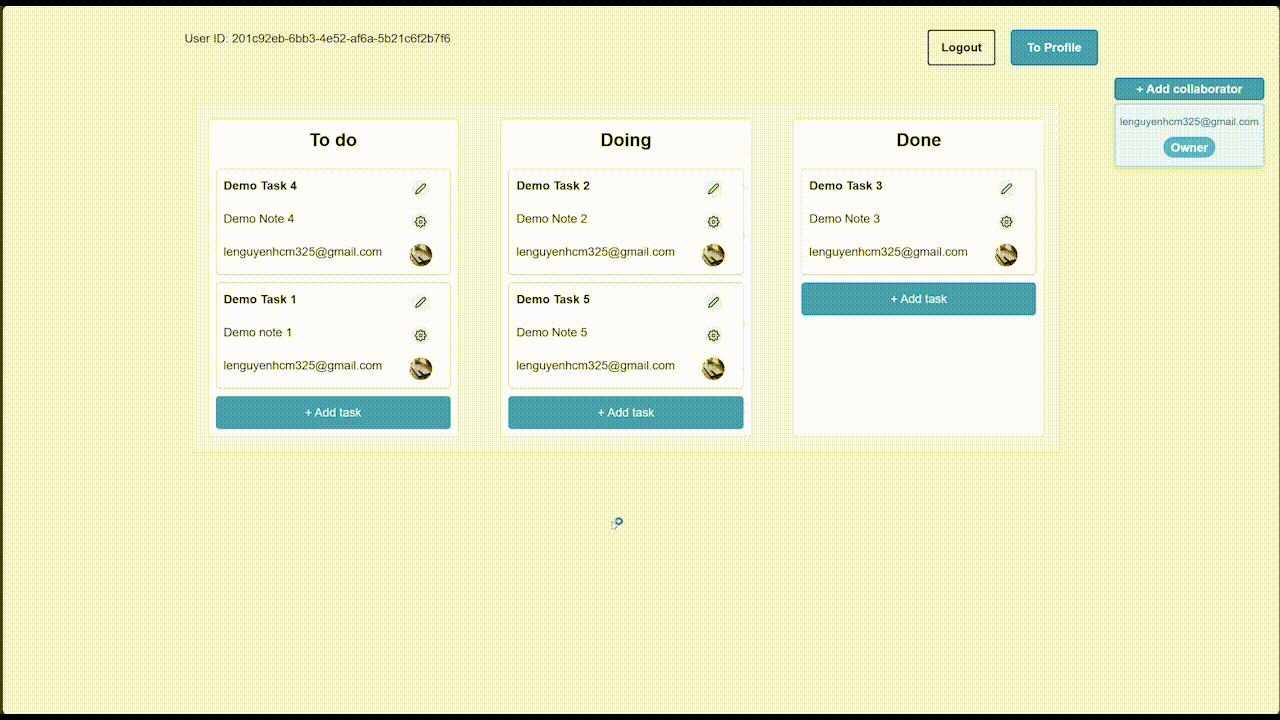 User ID: 201c92eb-6bb3-4e52-af6a-5b21c6f2b7f6
Logout
To Profile
+ Add collaborator
lenguyenhcm325@gmail.com
Owner
To do
Demo Task 4
Demo Note 4
lenguyenhcm325@gmail.com
Demo Task 1
Demo note 1
lenguyenhcm325@gmail.com
+ Add task
Doing
Demo Task 2
Demo Note 2
lenguyenhcm325@gmail.com
Demo Task 5
Demo Note 5
lenguyenhcm325@gmail.com
+ Add task
Done
Demo Task 3
Demo Note 3
lenguyenhcm325@gmail.com
+ Add task